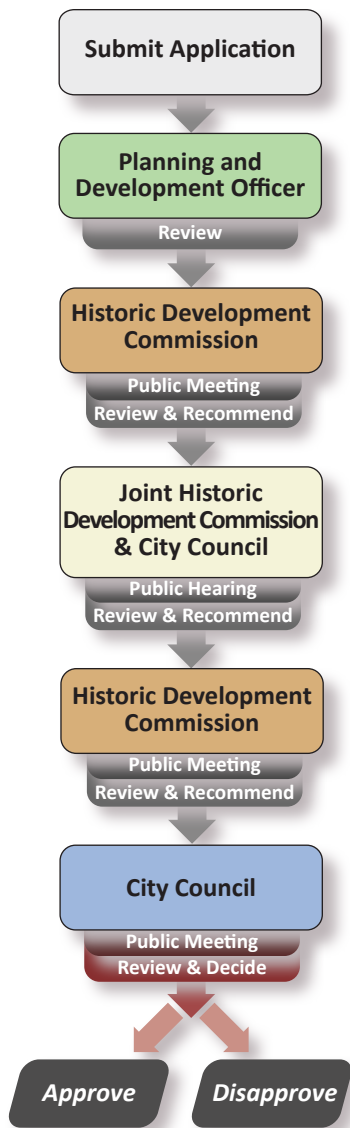 Submit Application
Planning and
Development Officer
Review
Historic Development
Commission
Public Meeting
Review & Recommend
Joint Historic
Development Commission
& City Council
Public Hearing
Review & Recommend
Historic Development
Commission
Public Meeting
Review & Recommend
City Council
Public Meeting
Review & Decide
Approve
Disapprove